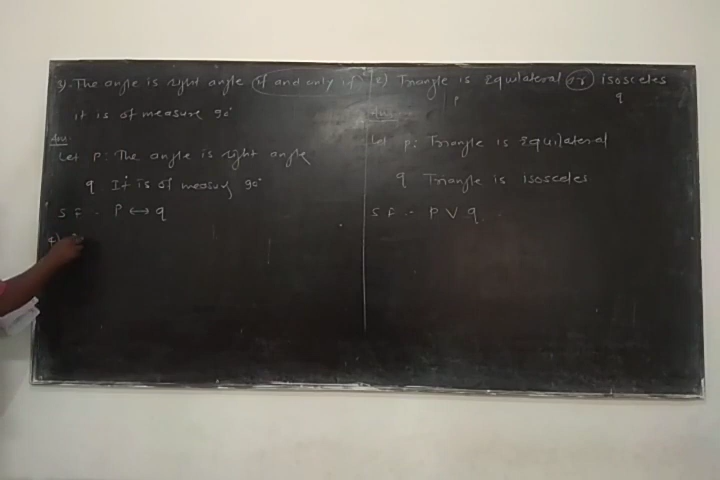 3). The angle is right angle if and only if
it is of measure 90°
Ans:
Let P: The angle is right angle
q It is of measure 90°
S F - P ↔ q
4)
Triangle is Equilateral or isosceles
P q
Ans:
Let P: Triangle is Equilateral
q Triangle is isosceles
S F - P V q